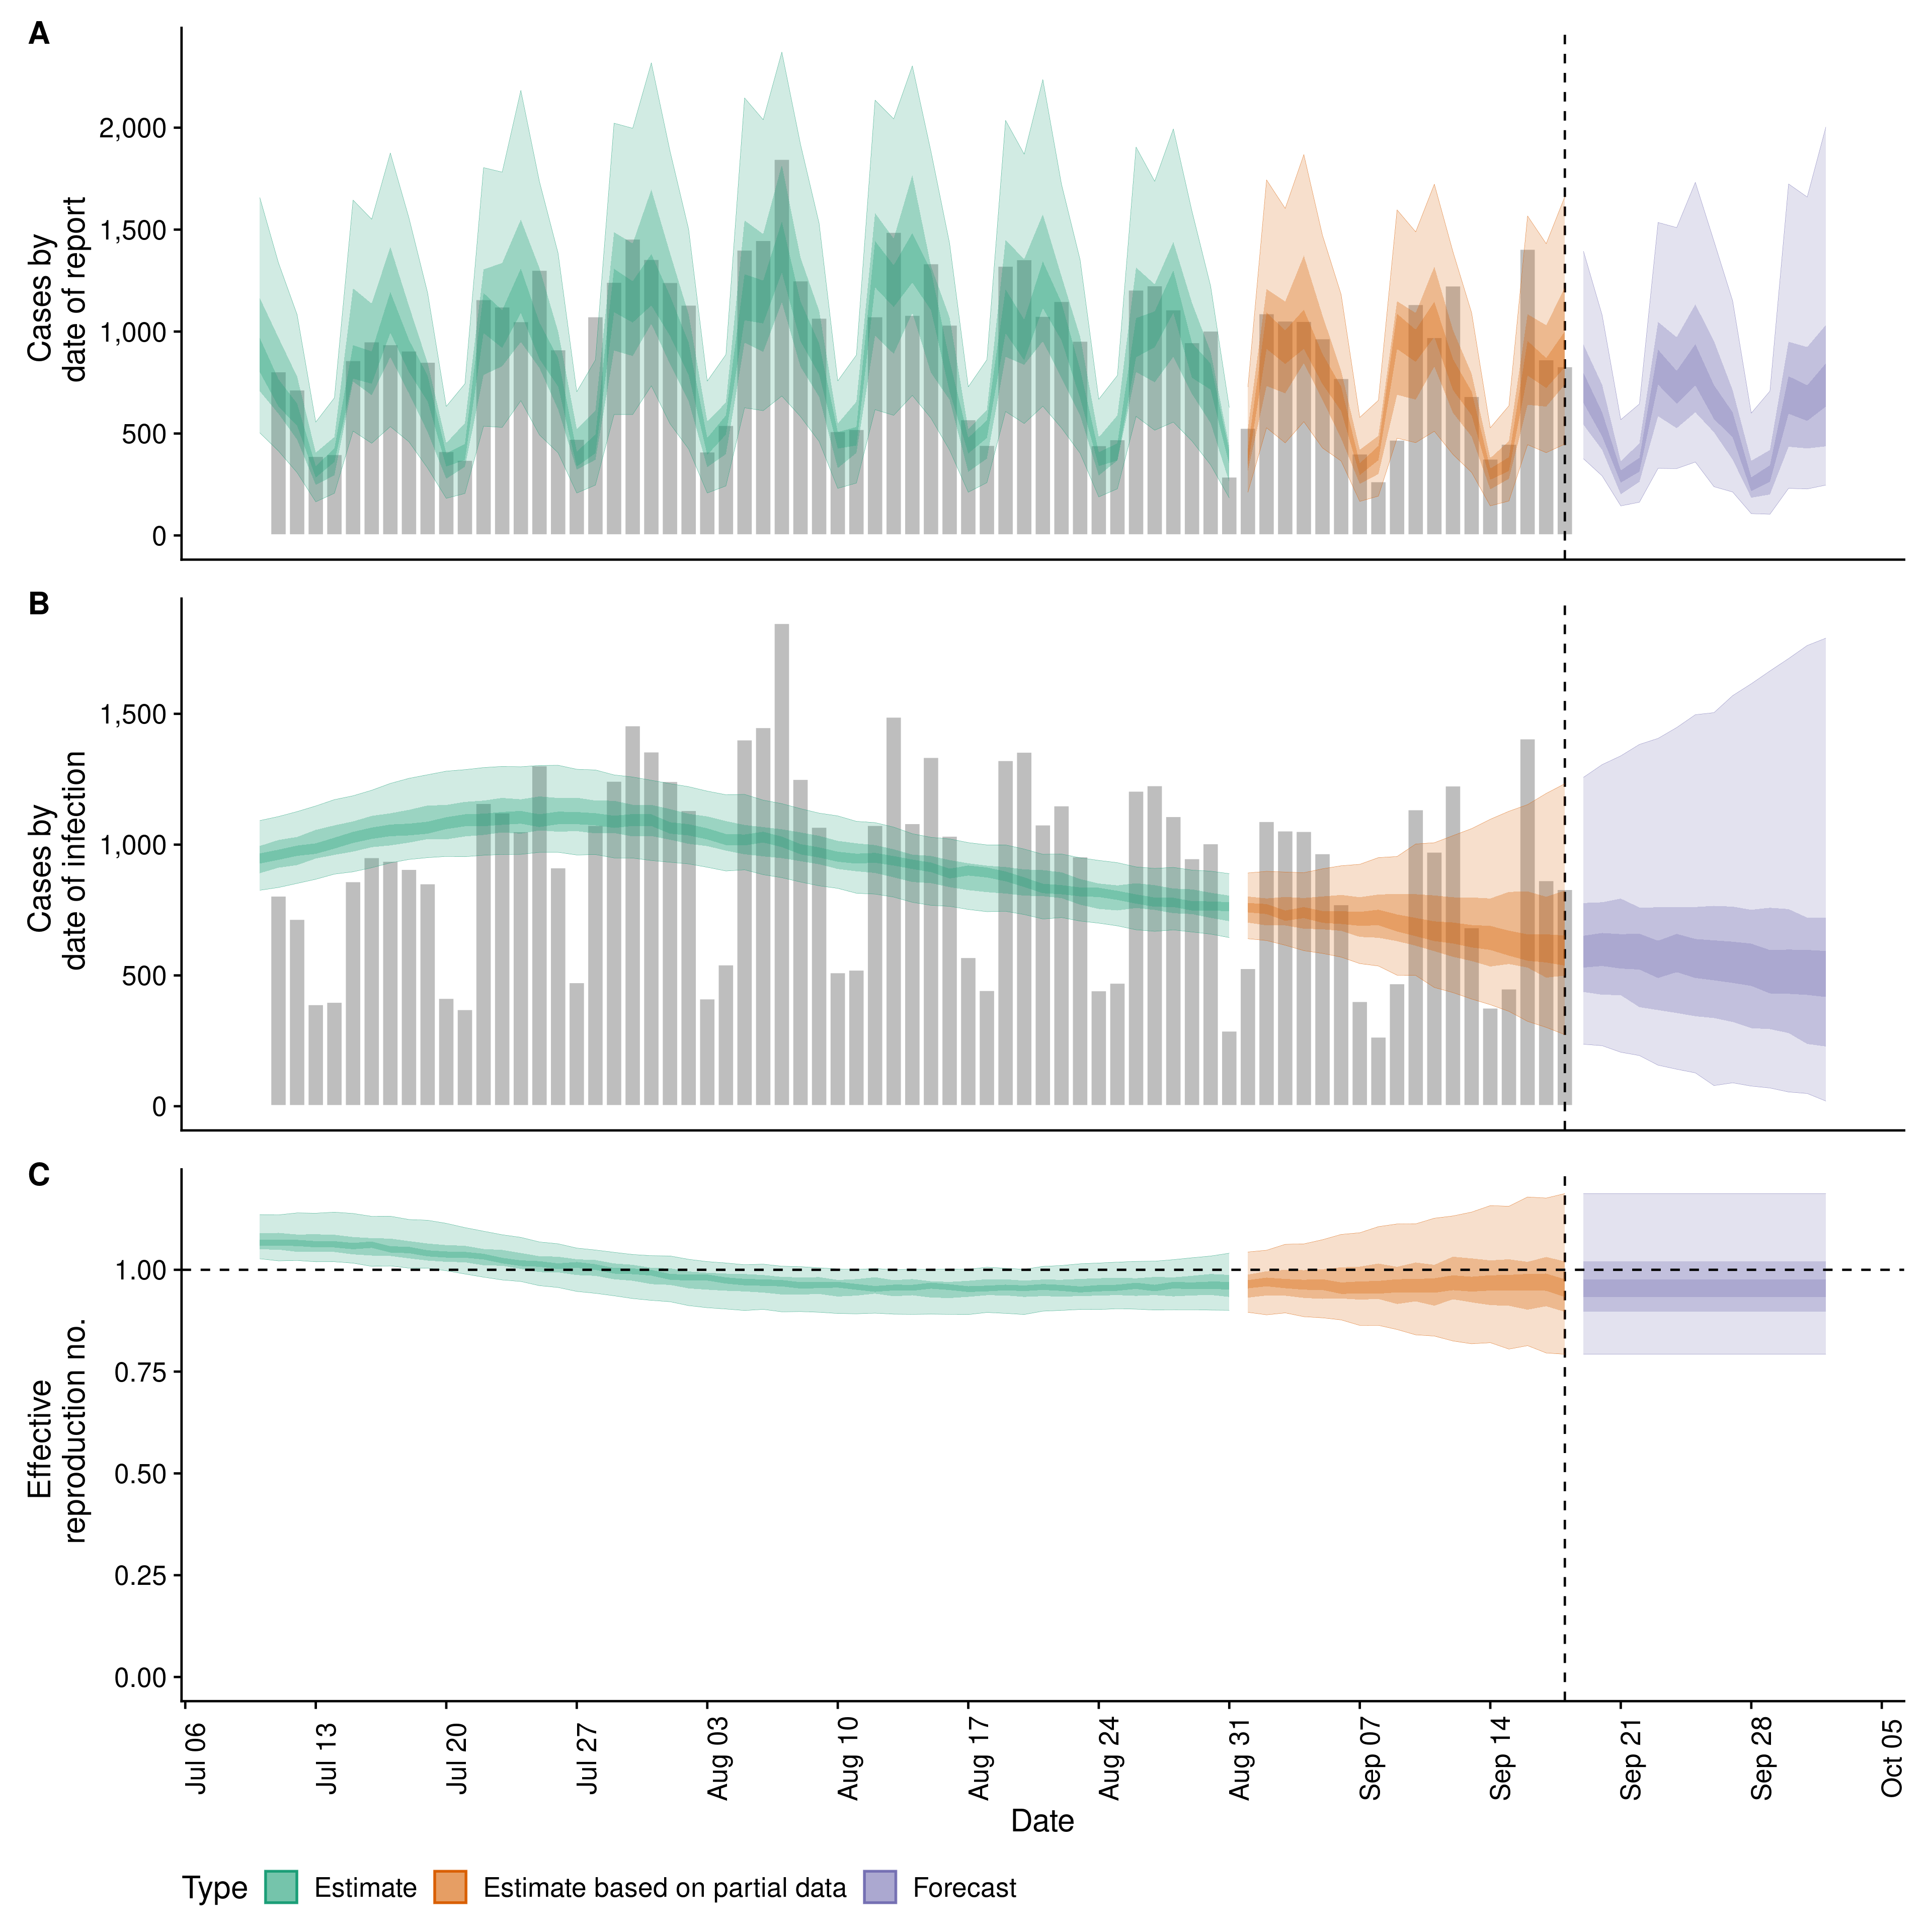 A
Cases by
date of report
2,000
1,500
1,000
500
0
B
Cases by
date of infection
1,500
1,000
500
0
C
Effective
reproduction no.
1.00
0.75
0.50
0.25
0.00
Jul 06
Jul 13
Jul 20
Jul 27
Aug 03
Aug 10
Aug 17
Aug 24
Aug 31
Sep 07
Sep 14
Sep 21
Sep 28
Oct 05
Date
Type Estimate Estimate based on partial data Forecast